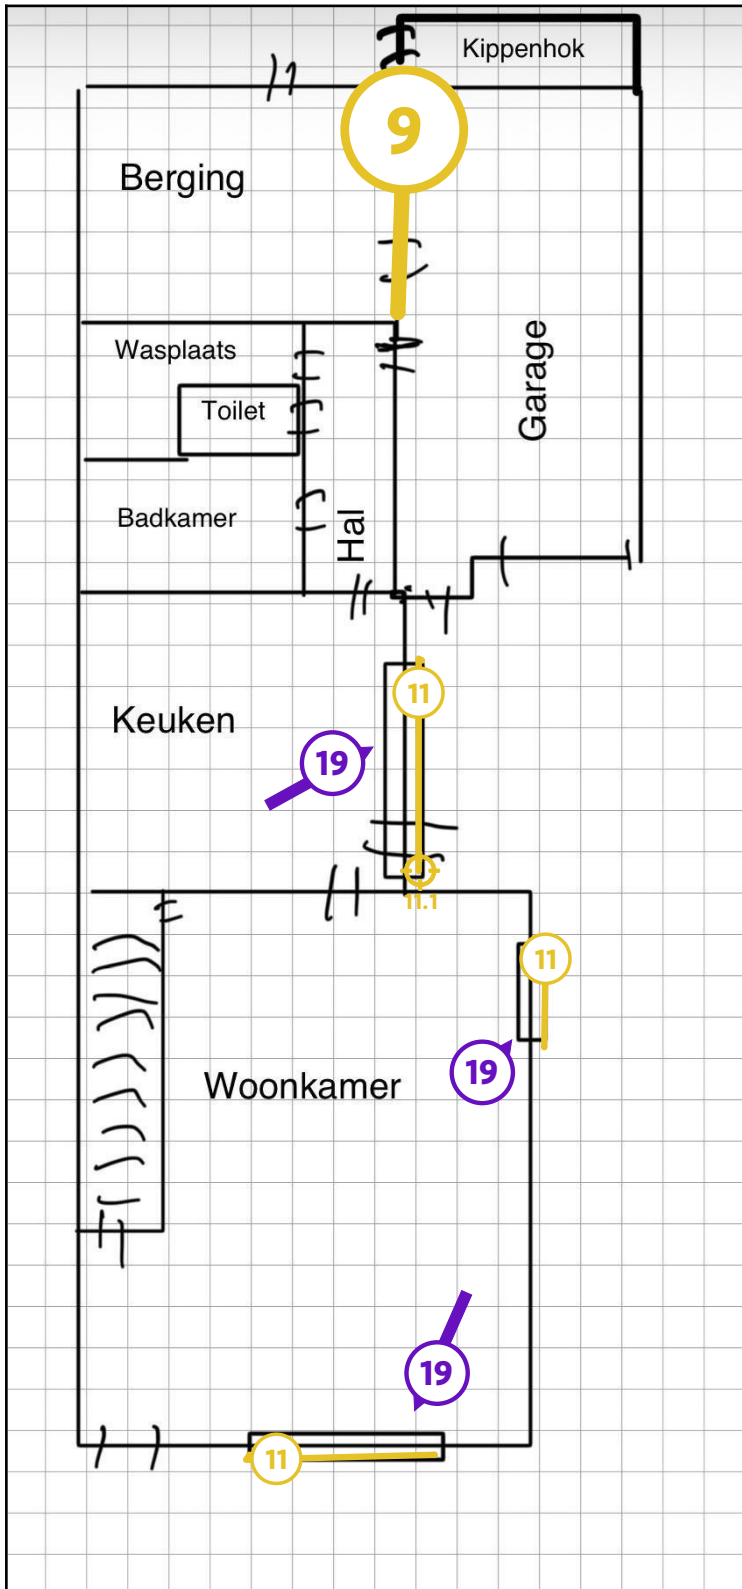 Kippenhok
9
Berging
Wasplaats
Toilet
Garage
Badkamer
Hal
11
Keuken
19
11.1
11
19
Woonkamer
19
11